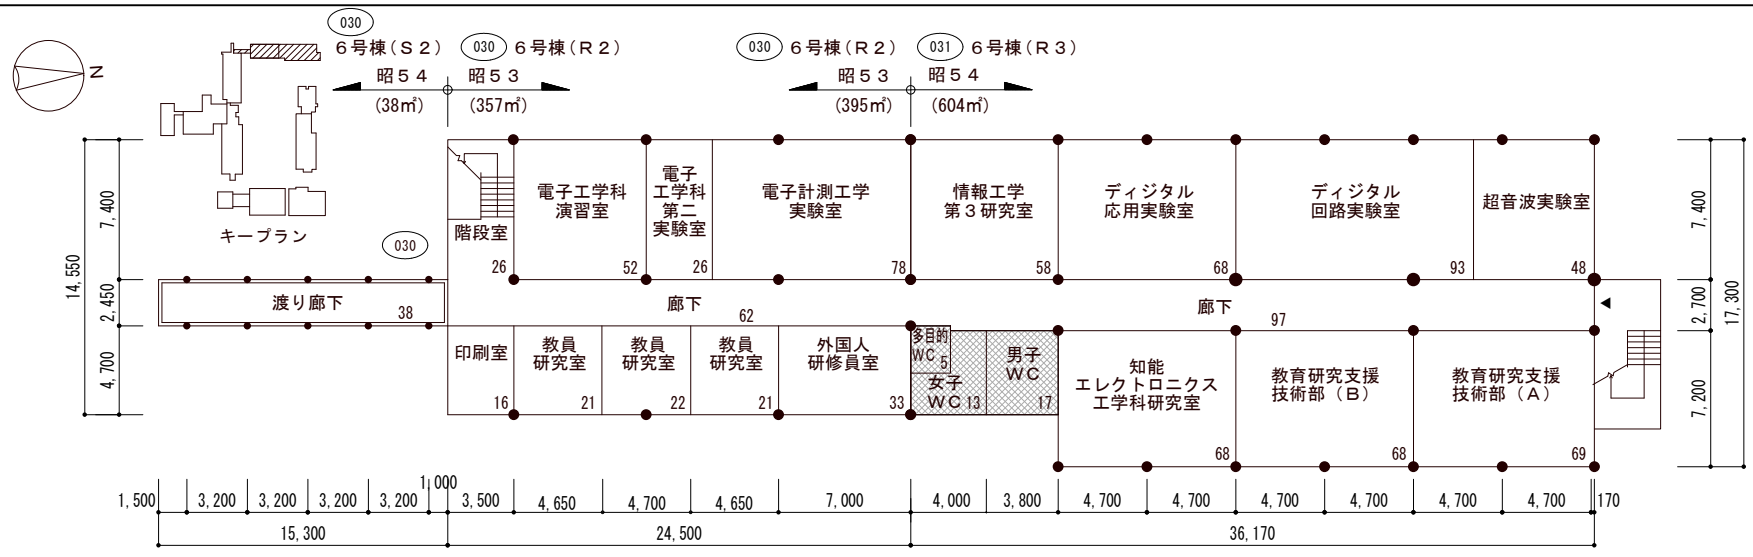 030
6号棟(S2)
030 6号棟(R2)
030 6号棟(R2)
031 6号棟(R3)
昭54
昭53
昭53
昭54
(38㎡)
(357㎡)
(395㎡)
(604㎡)
N
キープラン
030
14,550
7,400
2,450
4,700
階段室
26
電子工学科
演習室
52
電子
工学科
第二
実験室
26
電子計測工学
実験室
78
情報工学
第3研究室
58
ディジタル
応用実験室
68
ディジタル
回路実験室
93
超音波実験室
48
渡り廊下
38
廊下
62
廊下
97
印刷室
16
教員
研究室
21
教員
研究室
22
教員
研究室
21
外国人
研修員室
33
多目的
WC
5
女子
WC
13
男子
WC
17
知能
エレクトロニクス
工学科研究室
68
教育研究支援
技術部(B)
68
教育研究支援
技術部(A)
69
7,400
2,700
7,200
17,300
1,500
3,200
3,200
3,200
3,200
1,000
3,500
4,650
4,700
4,650
7,000
4,000
3,800
4,700
4,700
4,700
4,700
4,700
4,700
170
15,300
24,500
36,170